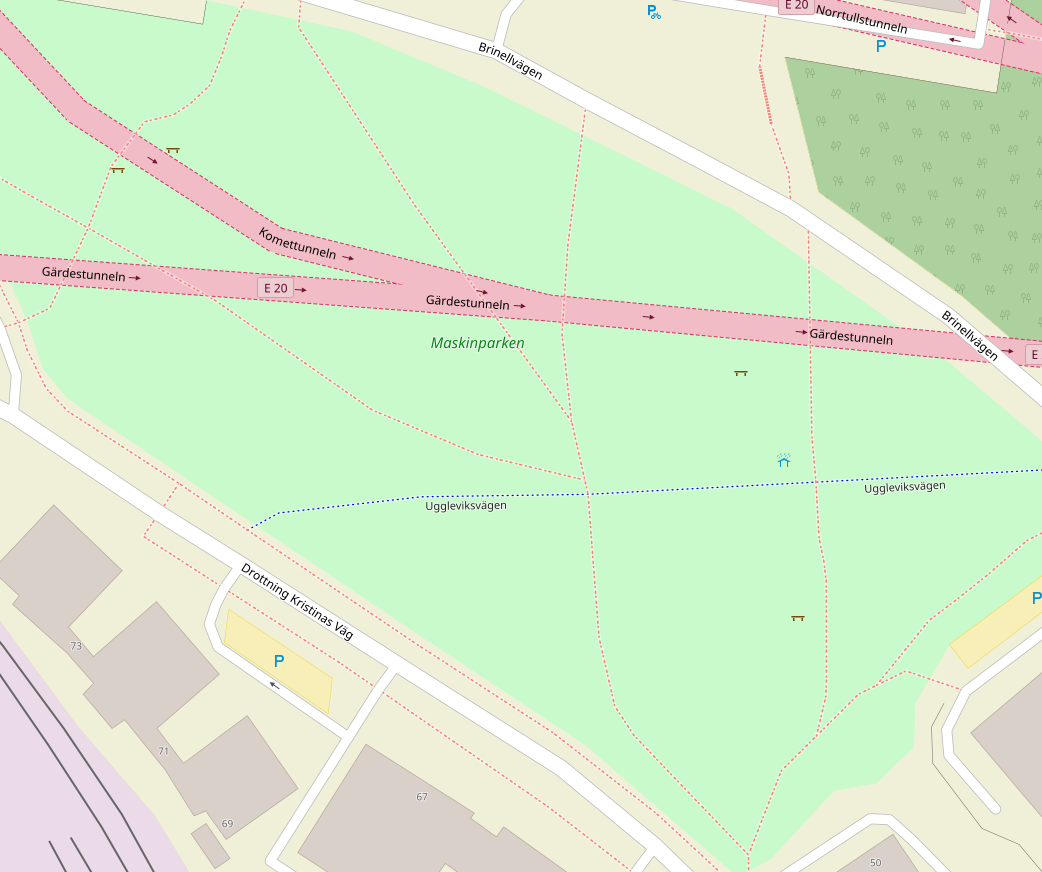 E 20
Norrtullstunneln
P
P
Brinellvägen
Komettunneln
Gärdestunneln
E 20
Gärdestunneln
Gärdestunneln
Brinellvägen
E
Maskinparken
Uggleviksvägen
Uggleviksvägen
Drottning Kristinas Väg
P
P
73
71
69
67
50